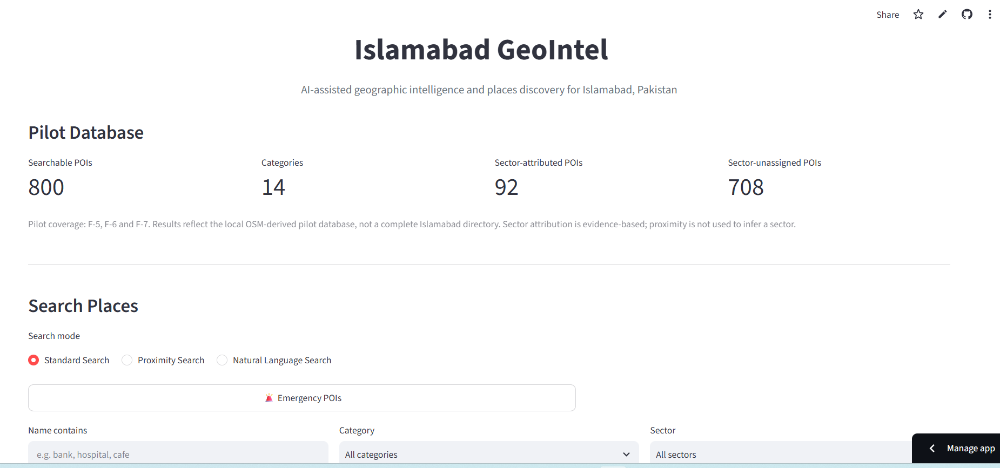 Share
Islamabad GeoIntel
AI-assisted geographic intelligence and places discovery for Islamabad, Pakistan
Pilot Database
Searchable POIs
800
Categories
14
Sector-attributed POIs
92
Sector-unassigned POIs
708
Pilot coverage: F-5, F-6 and F-7. Results reflect the local OSM-derived pilot database, not a complete Islamabad directory. Sector attribution is evidence-based; proximity is not used to infer a sector.
Search Places
Search mode
Standard Search
Proximity Search
Natural Language Search
Emergency POIs
Name contains
e.g. bank, hospital, cafe
Category
All categories
Sector
All sectors
Manage app